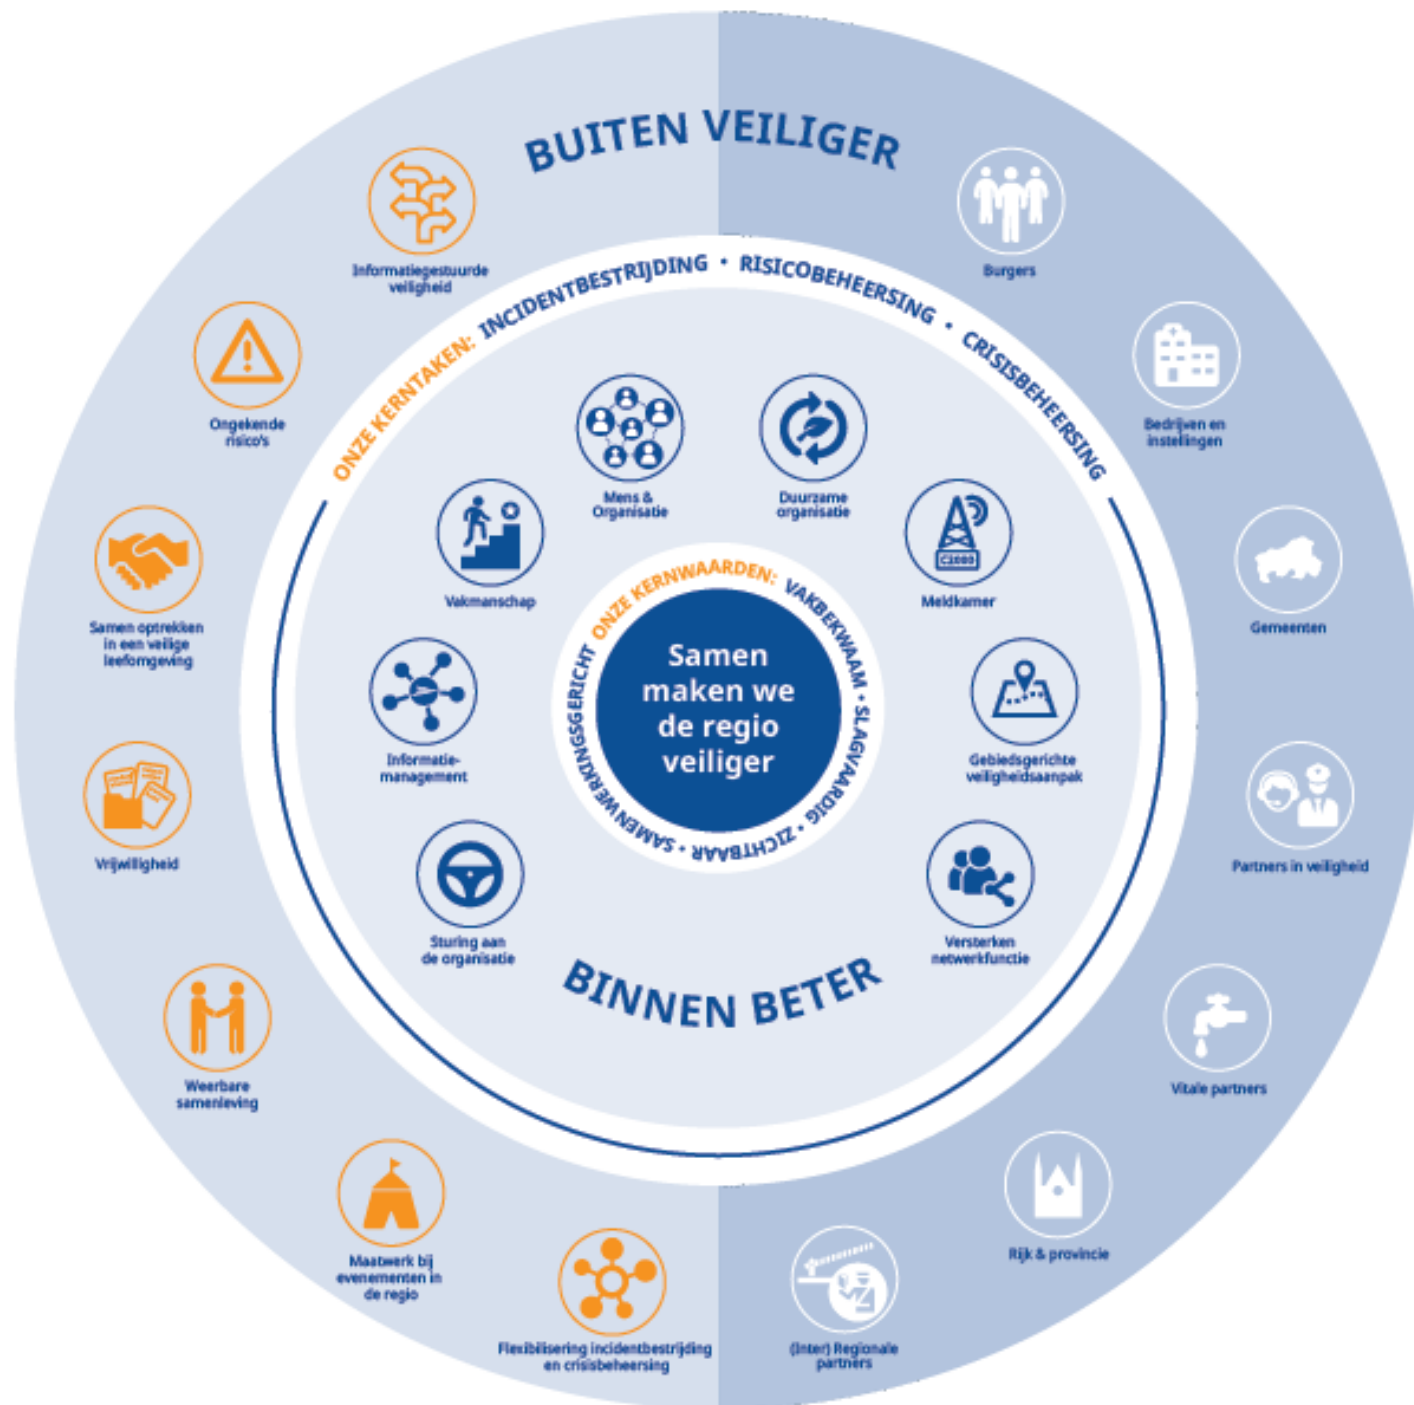 BUITEN VEILIGER
Informatiegestuurde
veiligheid
Ongekende
risico's
Samen optrekken
in een veilige
leefomgeving
Vrijwilligheid
Weerbare
samenleving
Maatwerk bij
evenementen in
de regio
Flexibilisering incidentbestrijding
en crisisbeheersing
Burgers
Bedrijven en
instellingen
Gemeenten
Partners in veiligheid
Vitale partners
Rijk & provincie
(Inter) Regionale
partners
ONZE KERNTAKEN: INCIDENTBESTRIJDING • RISICOBEHEERSING • CRISISBEHEERSING
Mens &
Organisatie
Duurzame
organisatie
Vakmanschap
C2000
Meldkamer
Informatie-
management
Gebiedsgerichte
veiligheidsaanpak
Sturing aan
de organisatie
Versterken
netwerkfunctie
ONZE KERNWAARDEN: VAKBEKWAAM • SLAGVAARDIG • ZICHTBAAR • SAMENWERKINGSGERICHT
Samen
maken we
de regio
veiliger
BINNEN BETER